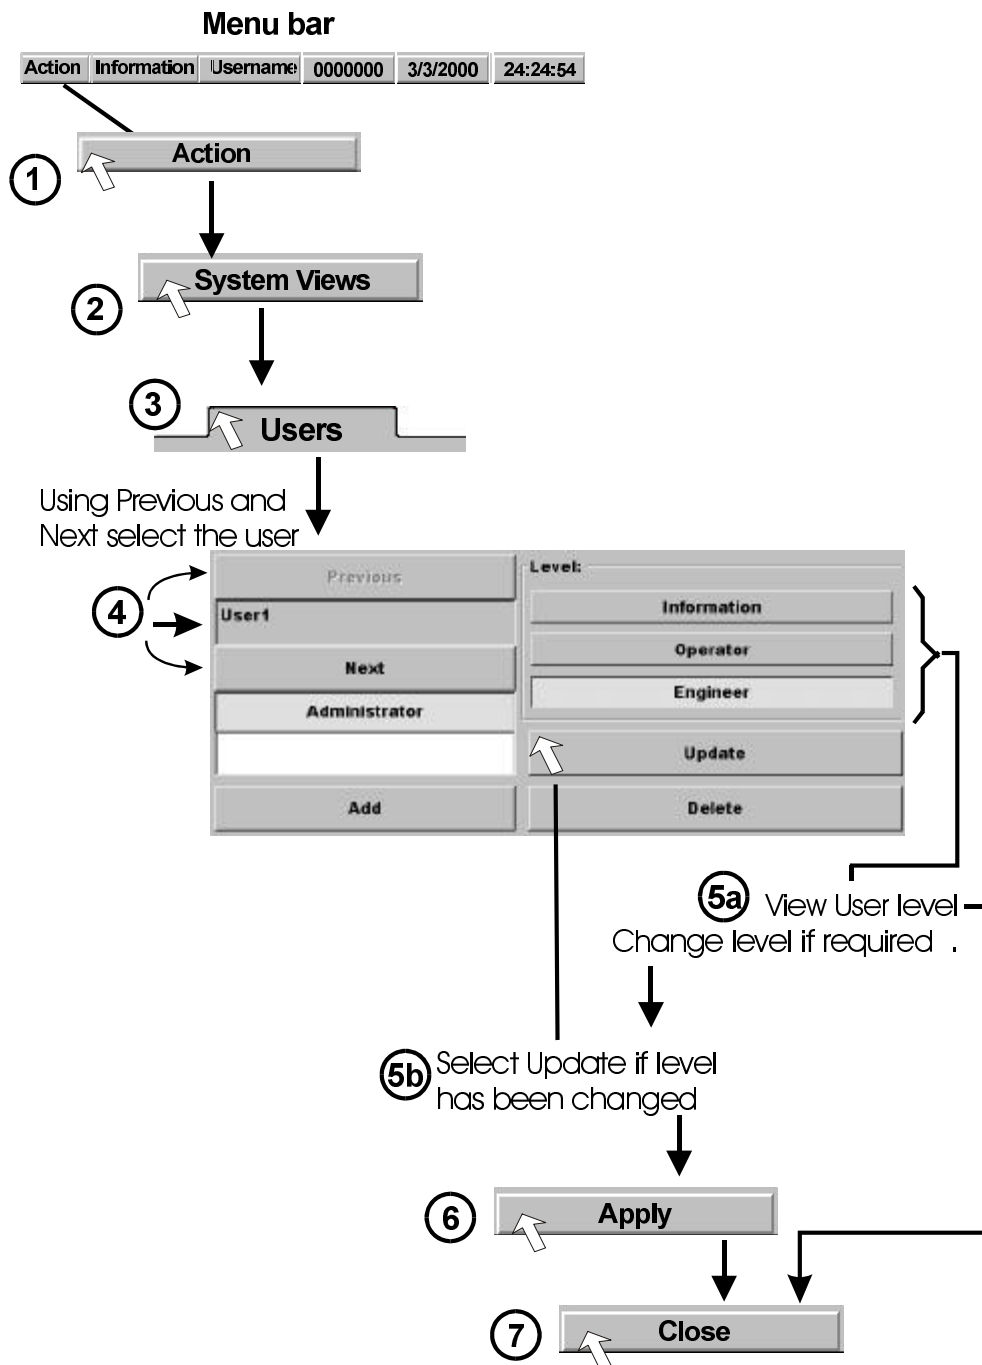 Menu bar
Action Information Username 0000000 3/3/2000 24:24:54
1 Action
2 System Views
3 Users
Using Previous and
Next select the user
4
Previous
User1
Next
Administrator
Add
Level:
Information
Operator
Engineer
Update
Delete
5a View User level
Change level if required .
5b Select Update if level
has been changed
6 Apply
7 Close